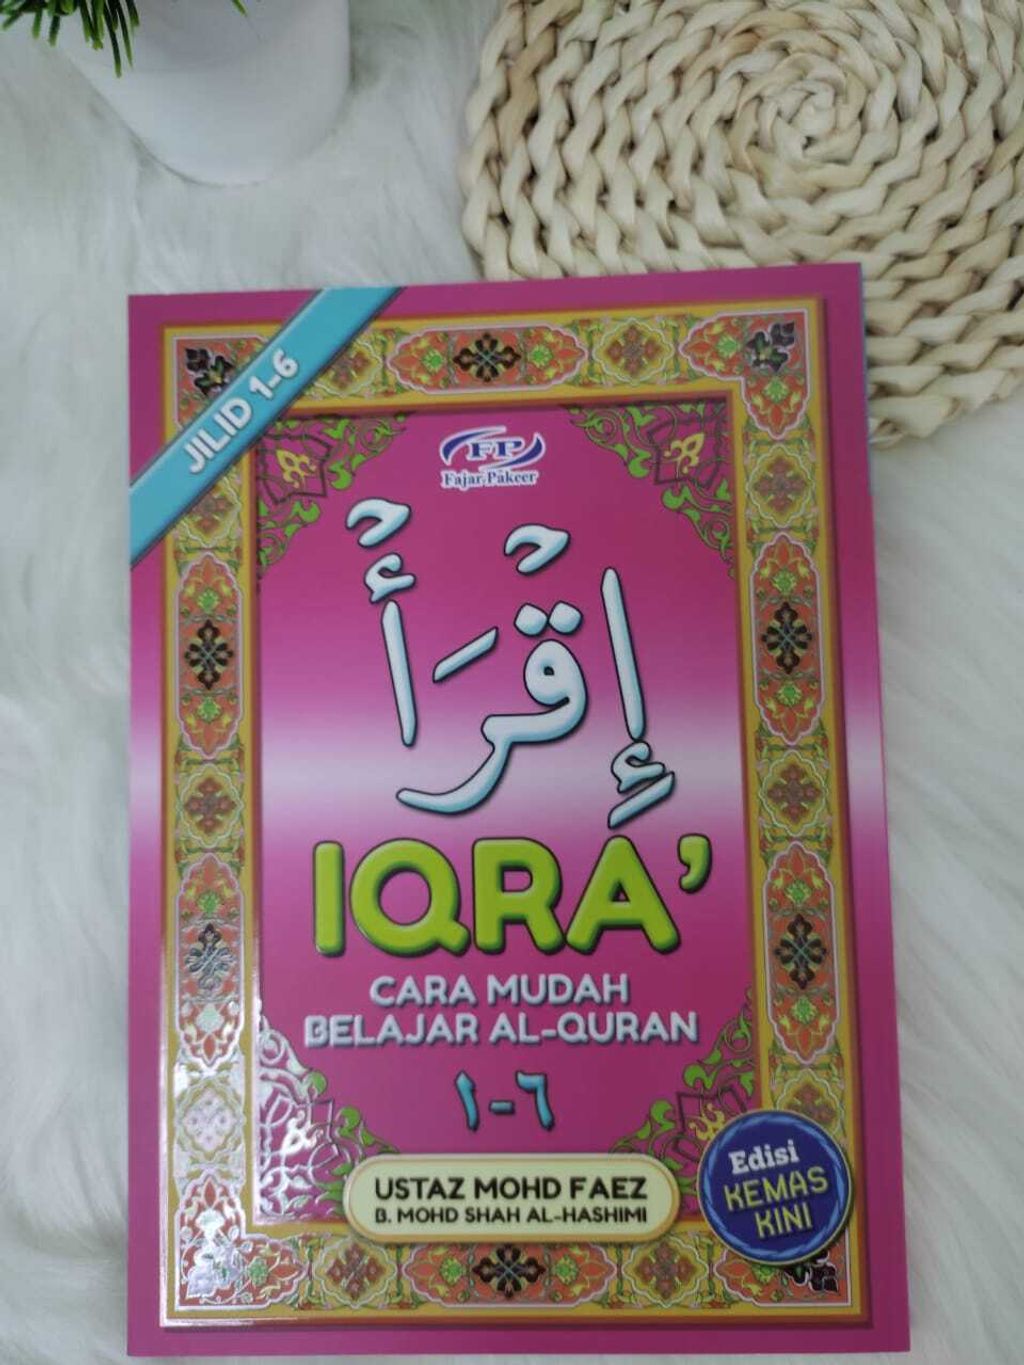 JILID 1-6
FP
Fajar Pakeer
إِقْرَأْ
IQRA'
CARA MUDAH
BELAJAR AL-QURAN
١-٦
USTAZ MOHD FAEZ
B. MOHD SHAH AL-HASHIMI
Edisi
KEMAS
KINI